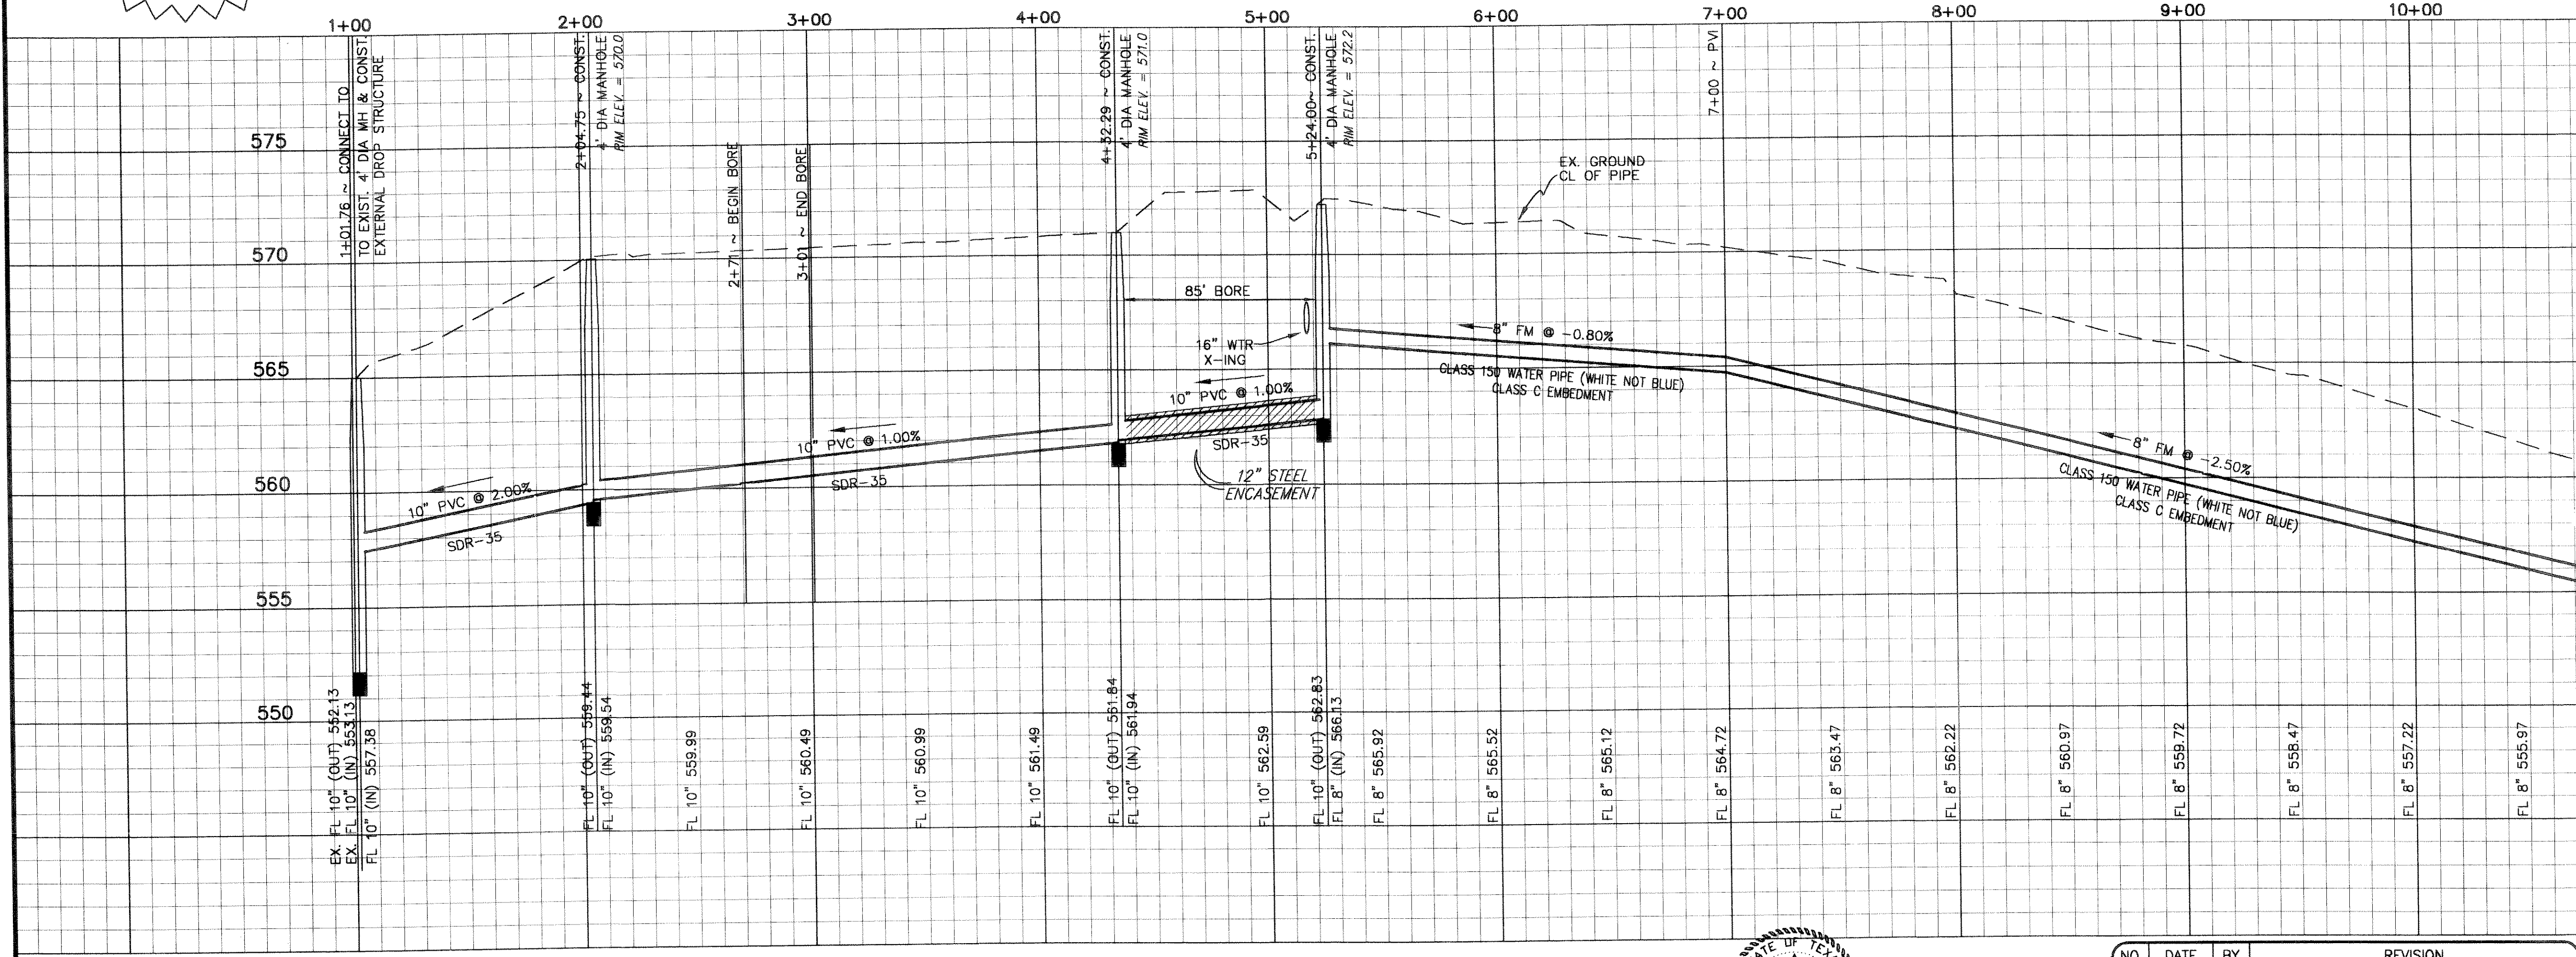 1+00
2+00
3+00
4+00
5+00
6+00
7+00
8+00
9+00
10+00
1+01.76 ~ CONNECT TO
TO EXIST. 4' DIA MH & CONST.
EXTERNAL DROP STRUCTURE
2+04.75 ~ CONST.
4' DIA MANHOLE
RIM ELEV. = 570.0
2+71 ~ BEGIN BORE
3+01 ~ END BORE
4+32.29 ~ CONST.
4' DIA MANHOLE
RIM ELEV. = 571.0
5+24.00~ CONST.
4' DIA MANHOLE
RIM ELEV. = 572.2
7+00 ~ PVI
575
570
565
560
555
550
EX. GROUND
CL OF PIPE
85' BORE
16" WTR
X-ING
8" FM @ -0.80%
CLASS 150 WATER PIPE (WHITE NOT BLUE)
CLASS C EMBEDMENT
10" PVC @ 1.00%
SDR-35
12" STEEL
ENCASEMENT
10" PVC @ 1.00%
SDR-35
10" PVC @ 2.00%
SDR-35
8" FM @ -2.50%
CLASS 150 WATER PIPE (WHITE NOT BLUE)
CLASS C EMBEDMENT
EX. FL 10" (OUT) 552.13
EX. FL 10" (IN) 553.13
FL 10" (IN) 557.38
FL 10" (OUT) 559.44
FL 10" (IN) 559.54
FL 10" 559.99
FL 10" 560.49
FL 10" 560.99
FL 10" 561.49
FL 10" (OUT) 561.84
FL 10" (IN) 561.94
FL 10" 562.59
FL 10" (OUT) 562.83
FL 8" (IN) 566.13
FL 8" 565.92
FL 8" 565.52
FL 8" 565.12
FL 8" 564.72
FL 8" 563.47
FL 8" 562.22
FL 8" 560.97
FL 8" 559.72
FL 8" 558.47
FL 8" 557.22
FL 8" 555.97
OF TEX
NO. DATE BY REVISION